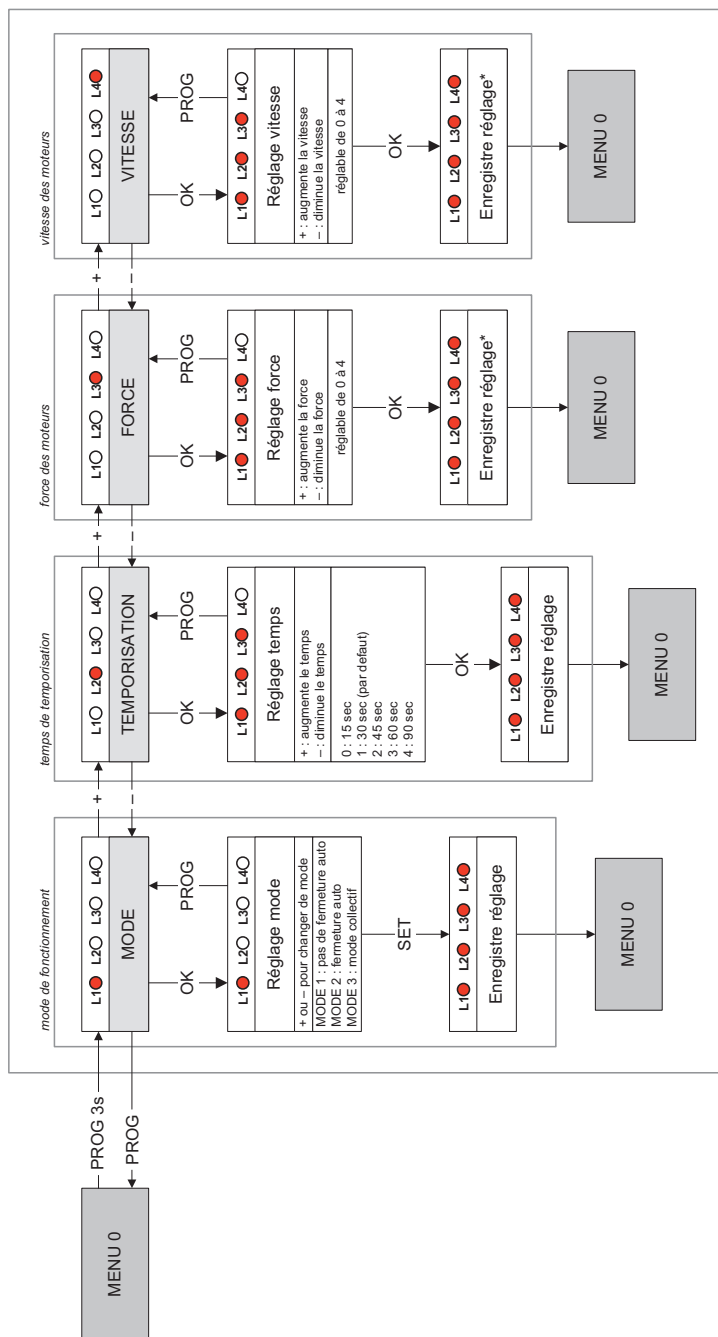 MENU 0
PROG 3s
PROG
mode de fonctionnement
L1 L2 L3 L4
MODE
OK
PROG
L1 L2 L3 L4
Réglage mode
+ ou – pour changer de mode
MODE 1 : pas de fermeture auto
MODE 2 : fermeture auto
MODE 3 : mode collectif
SET
L1 L2 L3 L4
Enregistre réglage
MENU 0
+
–
temps de temporisation
L1 L2 L3 L4
TEMPORISATION
OK
PROG
L1 L2 L3 L4
Réglage temps
+ : augmente le temps
– : diminue le temps
0 : 15 sec
1 : 30 sec (par defaut)
2 : 45 sec
3 : 60 sec
4 : 90 sec
OK
L1 L2 L3 L4
Enregistre réglage
MENU 0
+
–
force des moteurs
L1 L2 L3 L4
FORCE
OK
PROG
L1 L2 L3 L4
Réglage force
+ : augmente la force
– : diminue la force
réglable de 0 à 4
OK
L1 L2 L3 L4
Enregistre réglage*
MENU 0
+
–
vitesse des moteurs
L1 L2 L3 L4
VITESSE
OK
PROG
L1 L2 L3 L4
Réglage vitesse
+ : augmente la vitesse
– : diminue la vitesse
réglable de 0 à 4
OK
L1 L2 L3 L4
Enregistre réglage*
MENU 0